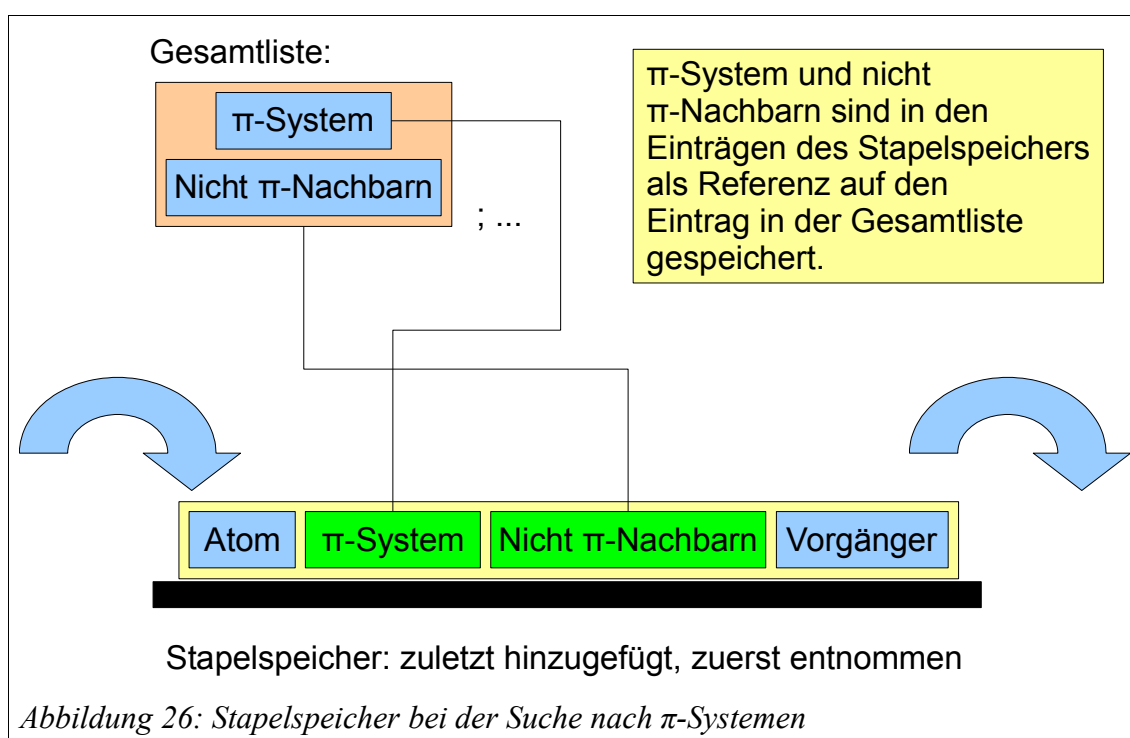 Gesamtliste:
π-System
Nicht π-Nachbarn
; ...
π-System und nicht
π-Nachbarn sind in den
Einträgen des Stapelspeichers
als Referenz auf den
Eintrag in der Gesamtliste
gespeichert.
Atom π-System Nicht π-Nachbarn Vorgänger
Stapelspeicher: zuletzt hinzugefügt, zuerst entnommen
Abbildung 26: Stapelspeicher bei der Suche nach π-Systemen